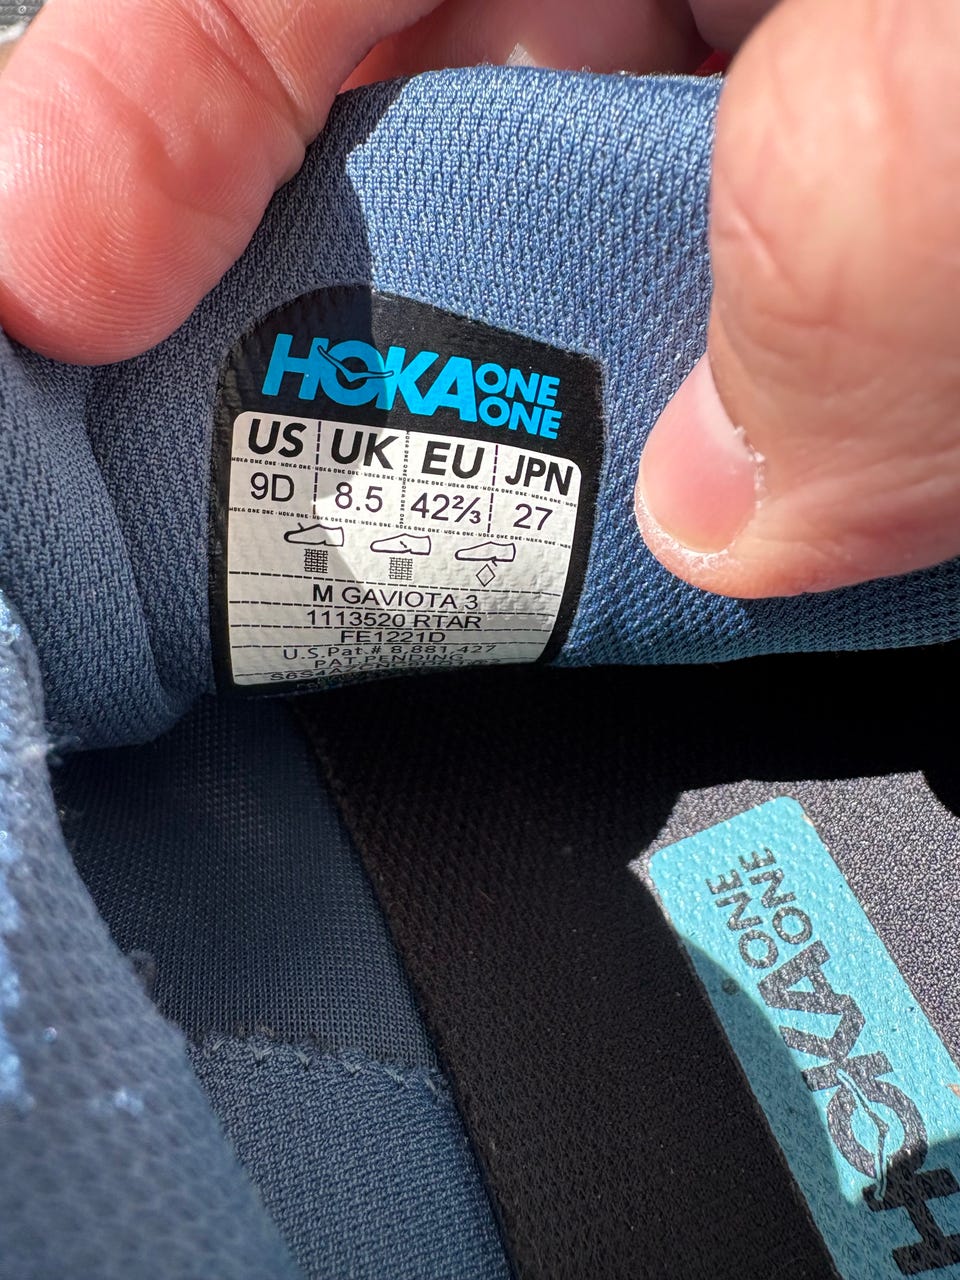 HOKA ONE ONE
US UK EU JPN
9D 8.5 42⅔ 27
M GAVIOTA 3
1113520 RTAR
FE1221D
U.S.Pat.# 8,881,427
PAT.PENDING
HOKA ONE ONE